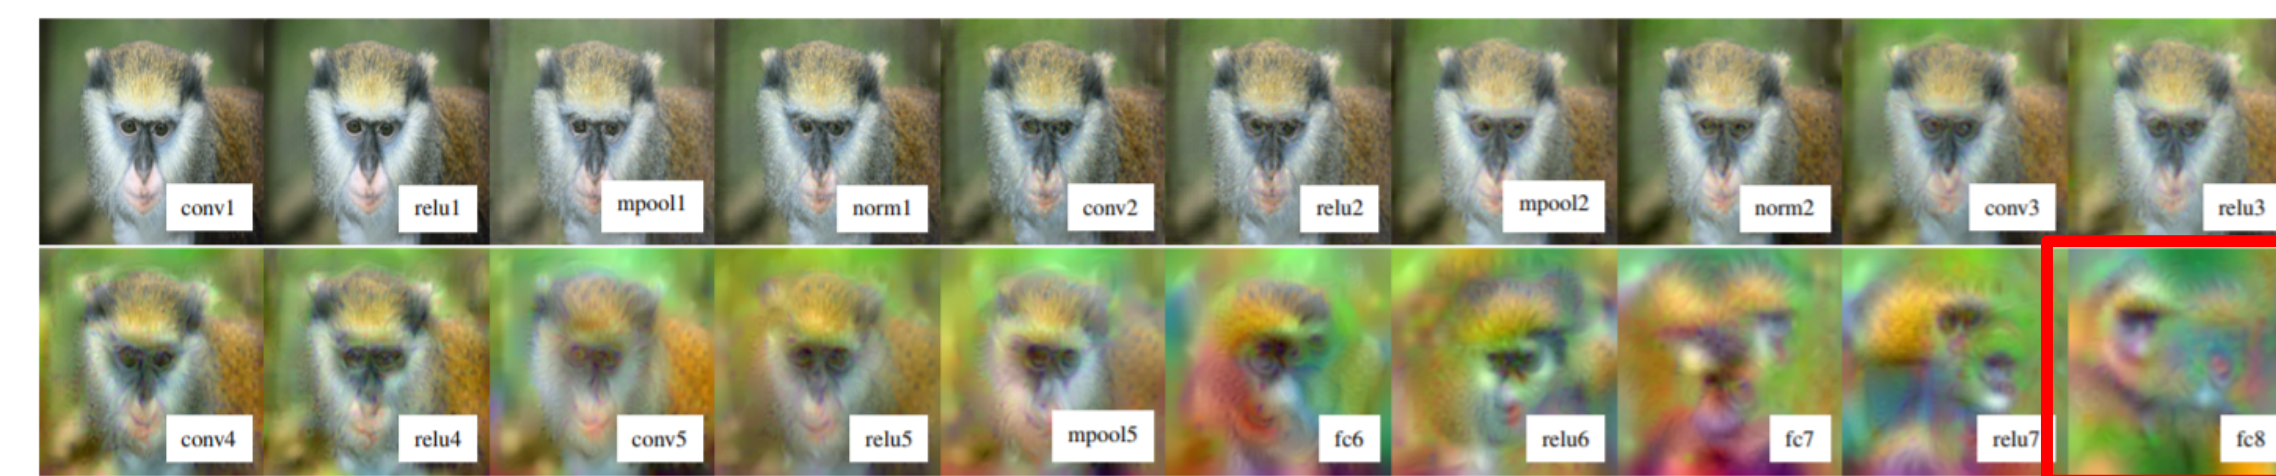 conv1 relu1 mpool1 norm1 conv2 relu2 mpool2 norm2 conv3 relu3
conv4 relu4 conv5 relu5 mpool5 fc6 relu6 fc7 relu7 fc8